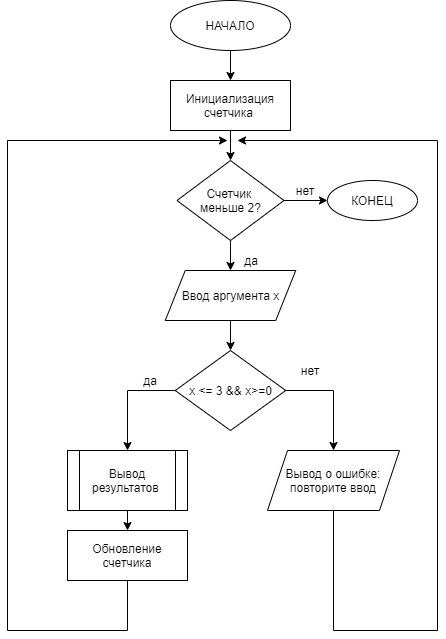 НАЧАЛО
Инициализация
счетчика
Счетчик
меньше 2?
нет
КОНЕЦ
да
Ввод аргумента x
да
x <= 3 && x>=0
нет
Вывод
результатов
Вывод о ошибке:
повторите ввод
Обновление
счетчика